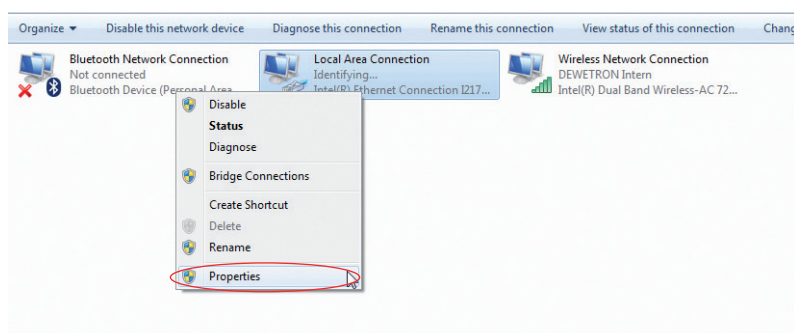 Organize Disable this network device Diagnose this connection Rename this connection View status of this connection
Bluetooth Network Connection
Not connected
Bluetooth Device (Personal Area
Local Area Connection
Identifying...
Intel(R) Ethernet Connection I217...
Wireless Network Connection
DEWETRON Intern
Intel(R) Dual Band Wireless-AC 72...
Disable
Status
Diagnose
Bridge Connections
Create Shortcut
Delete
Rename
Properties